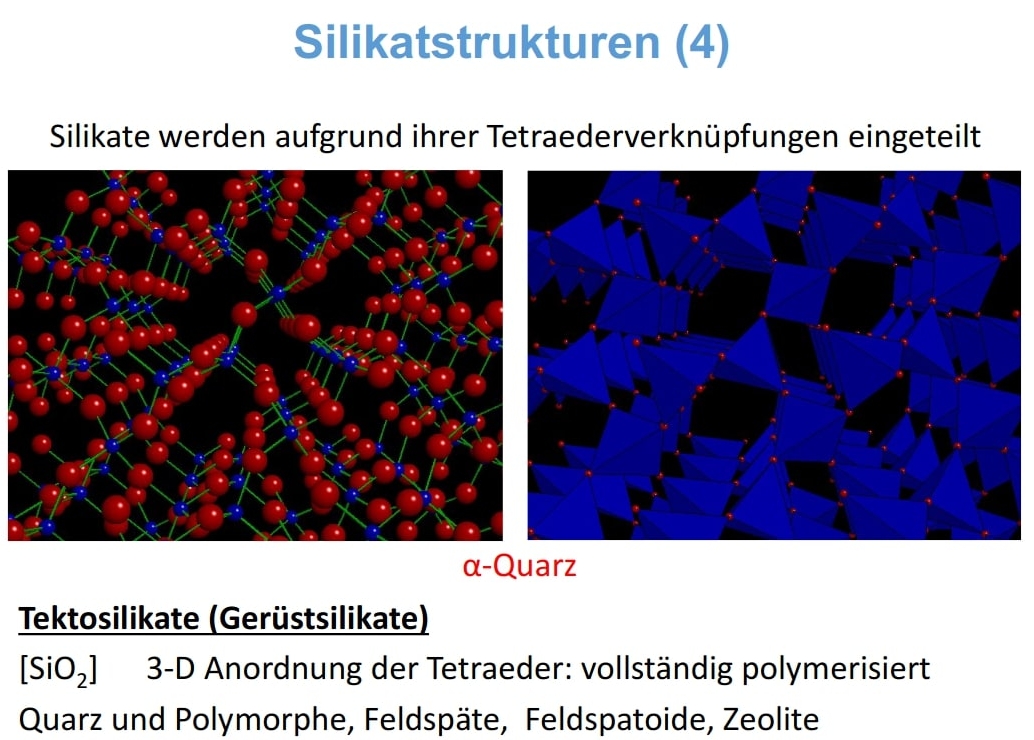 Silikatstrukturen (4)
Silikate werden aufgrund ihrer Tetraederverknüpfungen eingeteilt
α-Quarz
Tektosilikate (Gerüstsilikate)
[SiO₂] 3-D Anordnung der Tetraeder: vollständig polymerisiert
Quarz und Polymorphe, Feldspäte, Feldspatoide, Zeolite